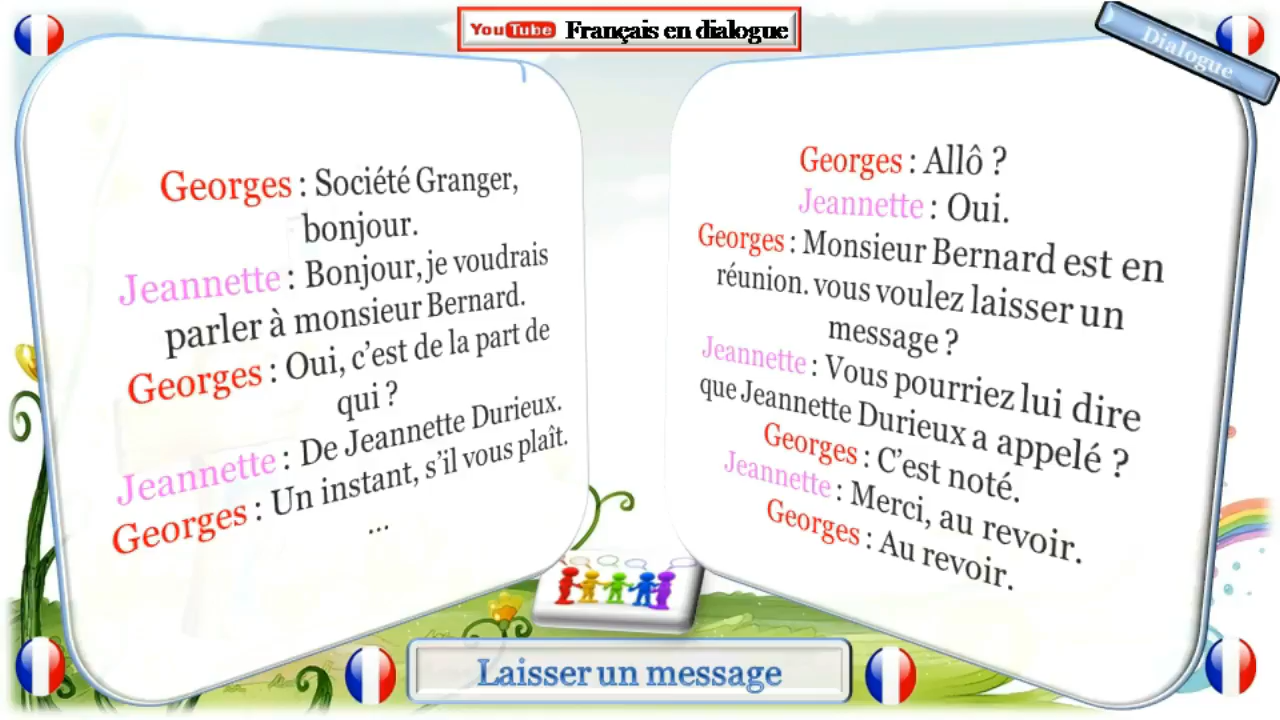 YouTube Français en dialogue
Dialogue
Georges : Société Granger,
bonjour.
Jeannette : Bonjour, je voudrais
parler à monsieur Bernard.
Georges : Oui, c’est de la part de
qui ?
Jeannette : De Jeannette Durieux.
Georges : Un instant, s’il vous plaît.
...
Georges : Allô ?
Jeannette : Oui.
Georges : Monsieur Bernard est en
réunion. vous voulez laisser un
message ?
Jeannette : Vous pourriez lui dire
que Jeannette Durieux a appelé ?
Georges : C’est noté.
Jeannette : Merci, au revoir.
Georges : Au revoir.
Laisser un message